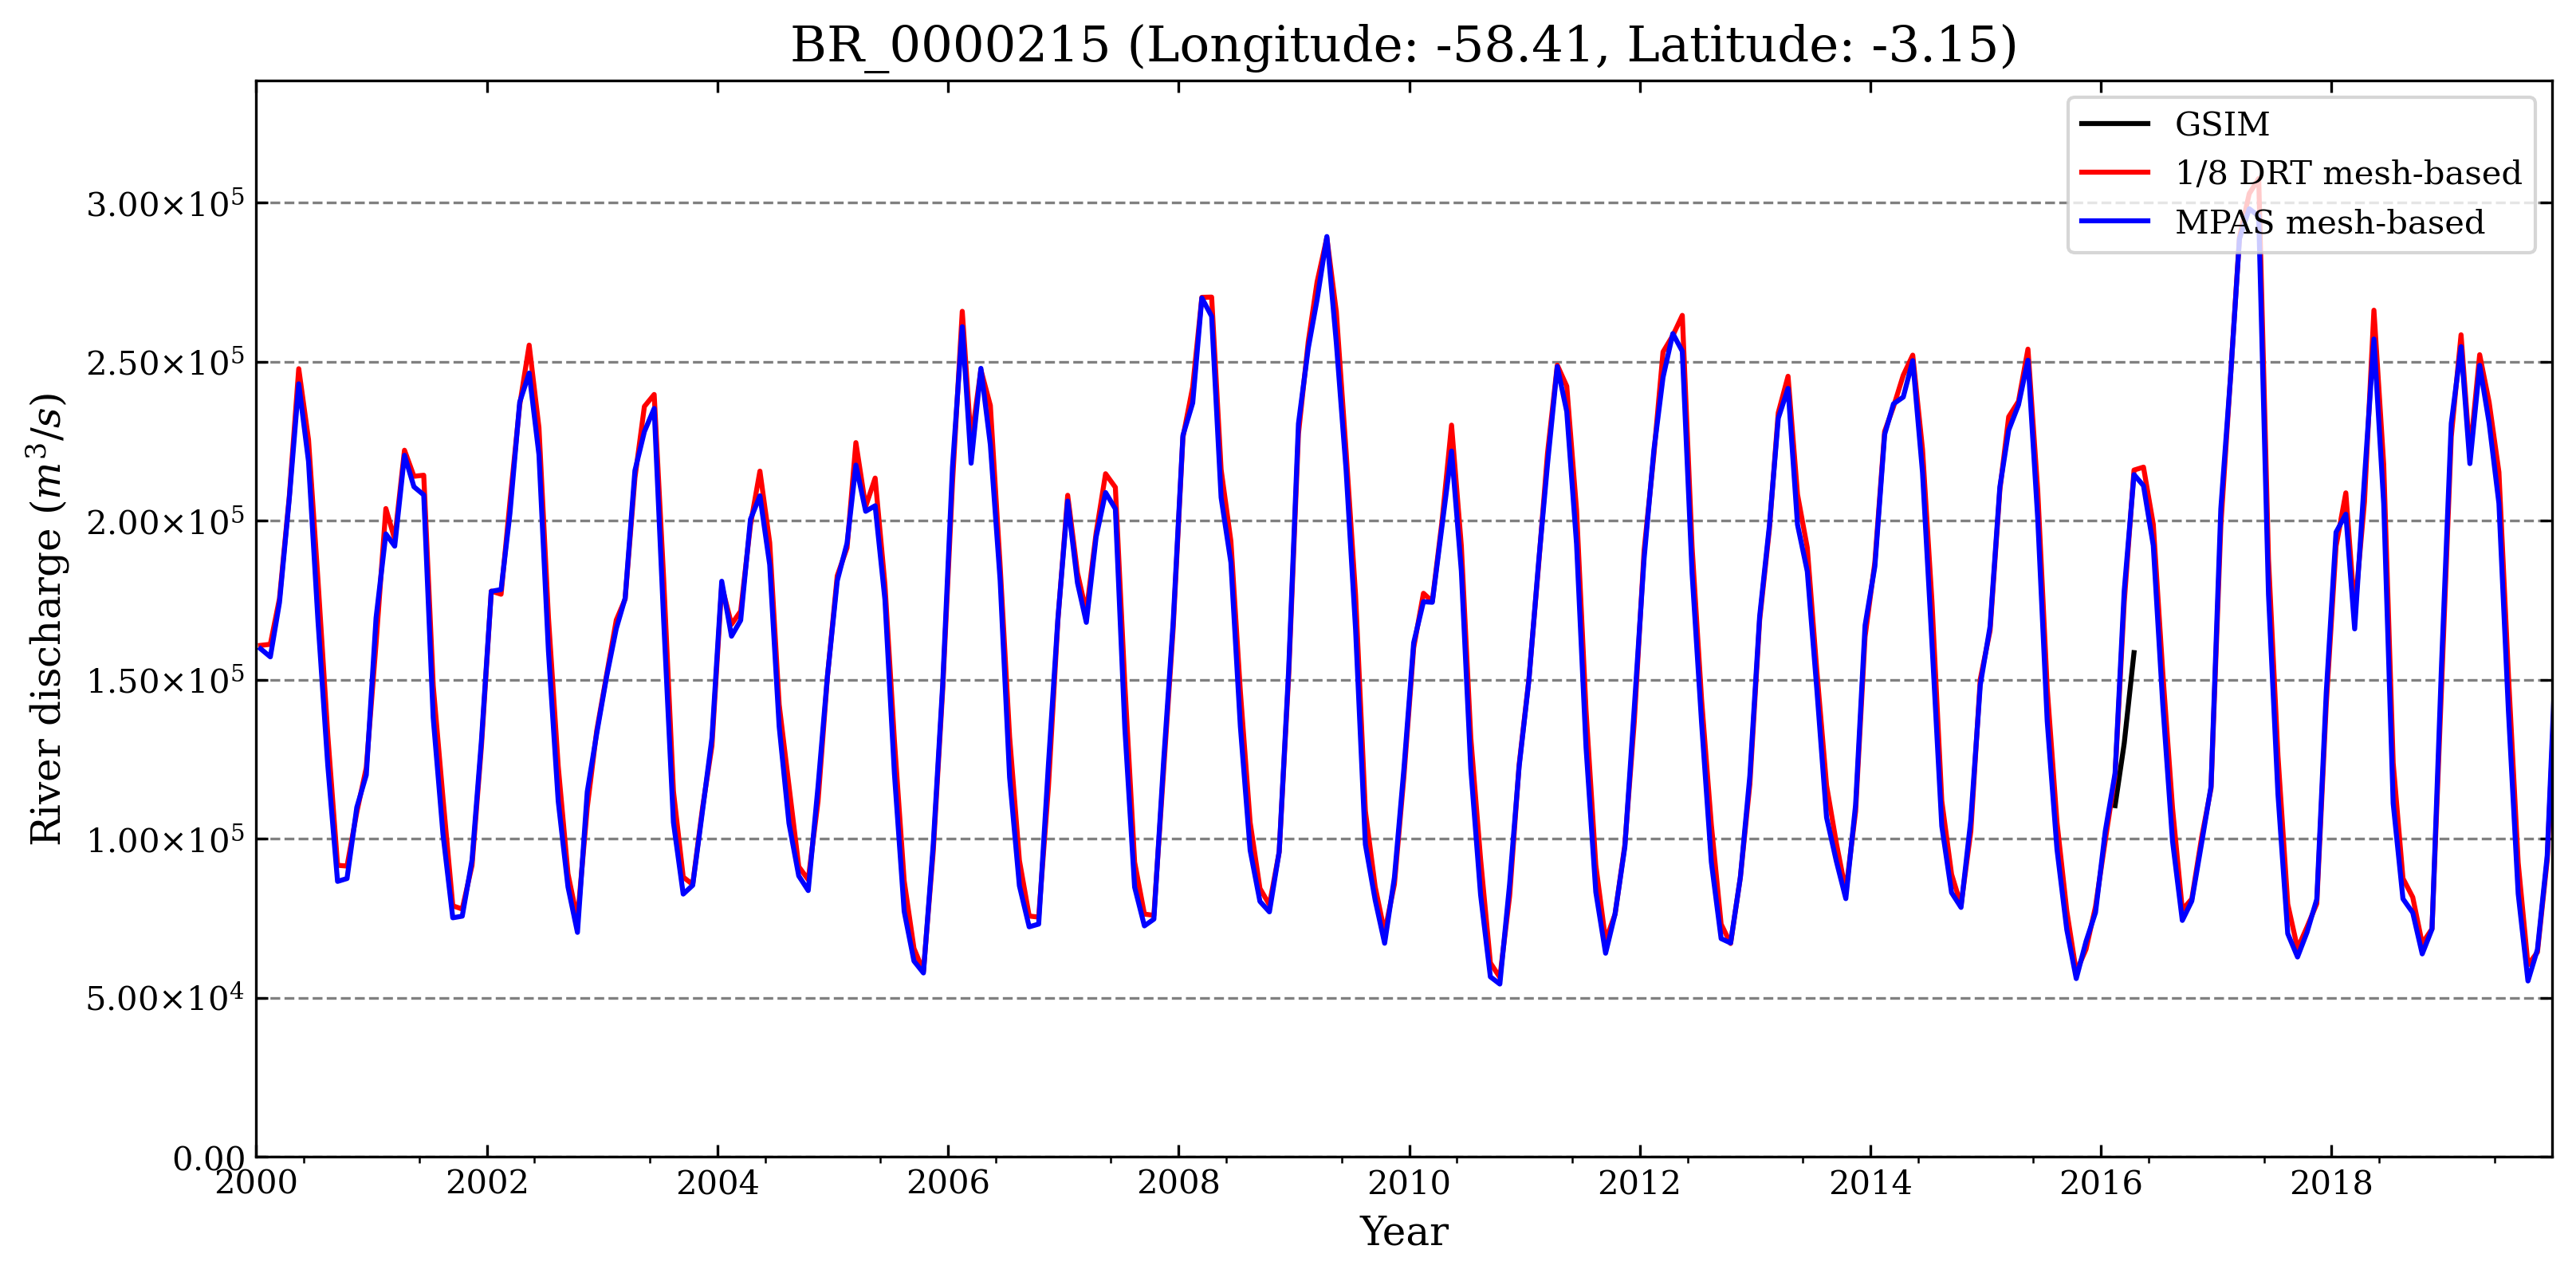 BR_0000215 (Longitude: -58.41, Latitude: -3.15)
GSIM
1/8 DRT mesh-based
MPAS mesh-based
River discharge (m³/s)
3.00×10⁵
2.50×10⁵
2.00×10⁵
1.50×10⁵
1.00×10⁵
5.00×10⁴
0.00
2000 2002 2004 2006 2008 2010 2012 2014 2016 2018
Year